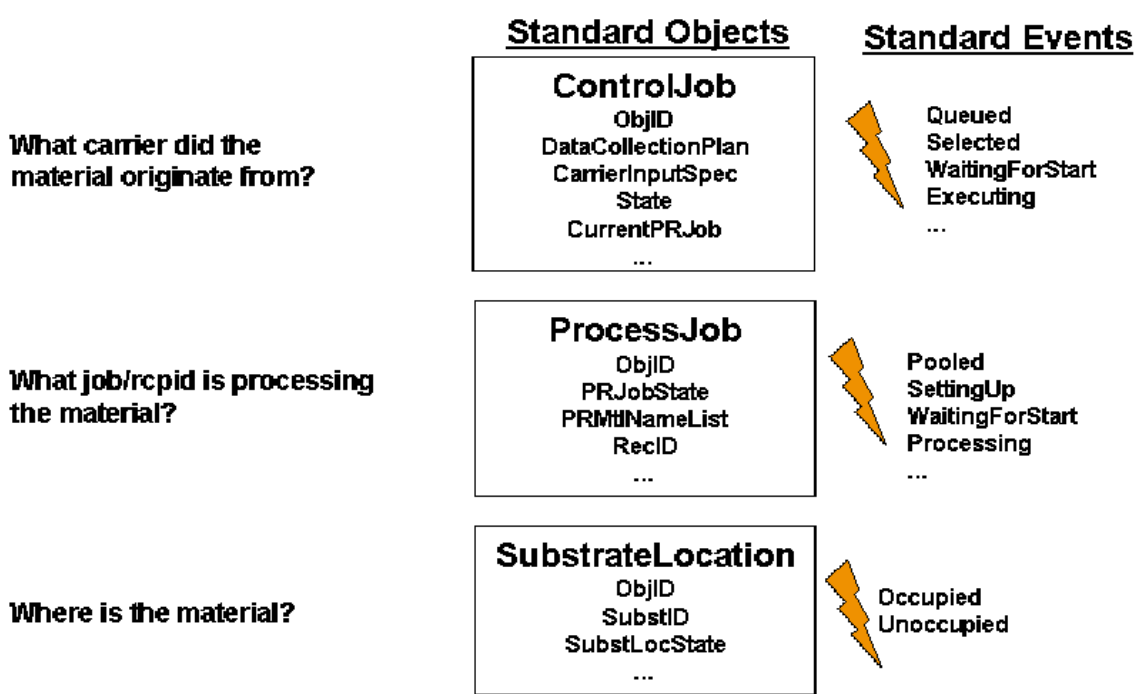 Standard Objects
Standard Events
What carrier did the
material originate from?
ControlJob
ObjID
DataCollectionPlan
CarrierInputSpec
State
CurrentPRJob
...
Queued
Selected
WaitingForStart
Executing
...
What job/rcpid is processing
the material?
ProcessJob
ObjID
PRJobState
PRMtlNameList
RecID
...
Pooled
SettingUp
WaitingForStart
Processing
...
Where is the material?
SubstrateLocation
ObjID
SubstID
SubstLocState
...
Occupied
Unoccupied